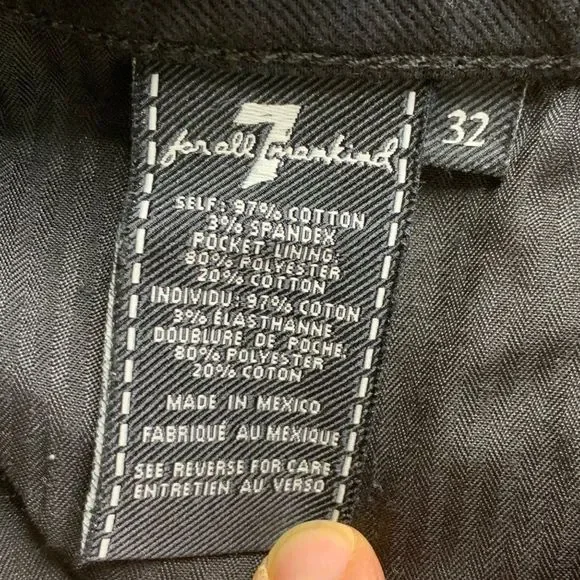 7
for all mankind
32
SELF: 97% COTTON
3% SPANDEX
POCKET LINING:
80% POLYESTER
20% COTTON
INDIVIDU: 97% COTON
3% ELASTHANNE
DOUBLURE DE POCHE:
80% POLYESTER
20% COTON
MADE IN MEXICO
FABRIQUÉ AU MEXIQUE
SEE REVERSE FOR CARE
ENTRETIEN AU VERSO